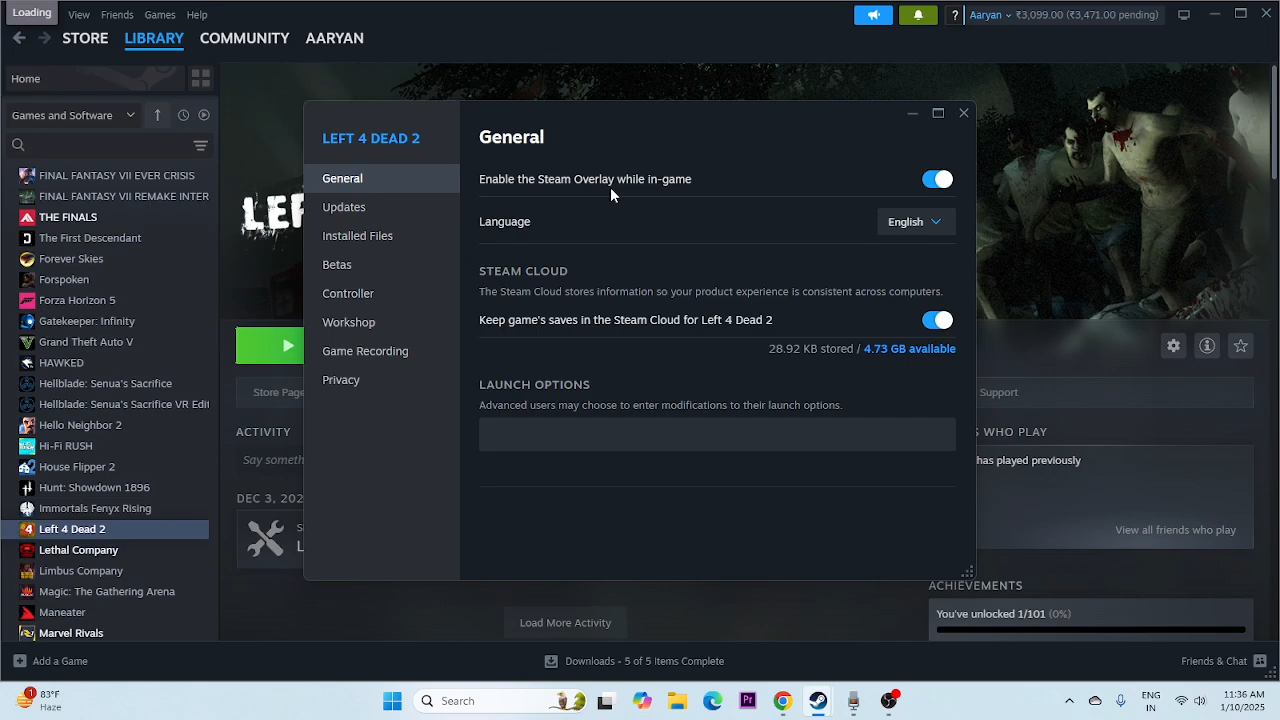 Loading View Friends Games Help
? Aaryan ₹3,099.00 (₹3,471.00 pending)
STORE LIBRARY COMMUNITY AARYAN
Home
Games and Software
FINAL FANTASY VII EVER CRISIS
FINAL FANTASY VII REMAKE INTER
THE FINALS
The First Descendant
Forever Skies
Forspoken
Forza Horizon 5
Gatekeeper: Infinity
Grand Theft Auto V
HAWKED
Hellblade: Senua's Sacrifice
Hellblade: Senua's Sacrifice VR Edit
Hello Neighbor 2
Hi-Fi RUSH
House Flipper 2
Hunt: Showdown 1896
Immortals Fenyx Rising
Left 4 Dead 2
Lethal Company
Limbus Company
Magic: The Gathering Arena
Maneater
Marvel Rivals
LEF
Store Page
ACTIVITY
Say someth
DEC 3, 202
S
L
LEFT 4 DEAD 2
General
Updates
Installed Files
Betas
Controller
Workshop
Game Recording
Privacy
General
Enable the Steam Overlay while in-game
Language English
STEAM CLOUD
The Steam Cloud stores information so your product experience is consistent across computers.
Keep game's saves in the Steam Cloud for Left 4 Dead 2
28.92 KB stored / 4.73 GB available
LAUNCH OPTIONS
Advanced users may choose to enter modifications to their launch options.
Support
S WHO PLAY
has played previously
View all friends who play
ACHIEVEMENTS
You've unlocked 1/101 (0%)
Load More Activity
Add a Game Downloads - 5 of 5 Items Complete Friends & Chat
1
83°F
Haze
Search
Pr
ENG
IN
11:36 AM
1/10/2025